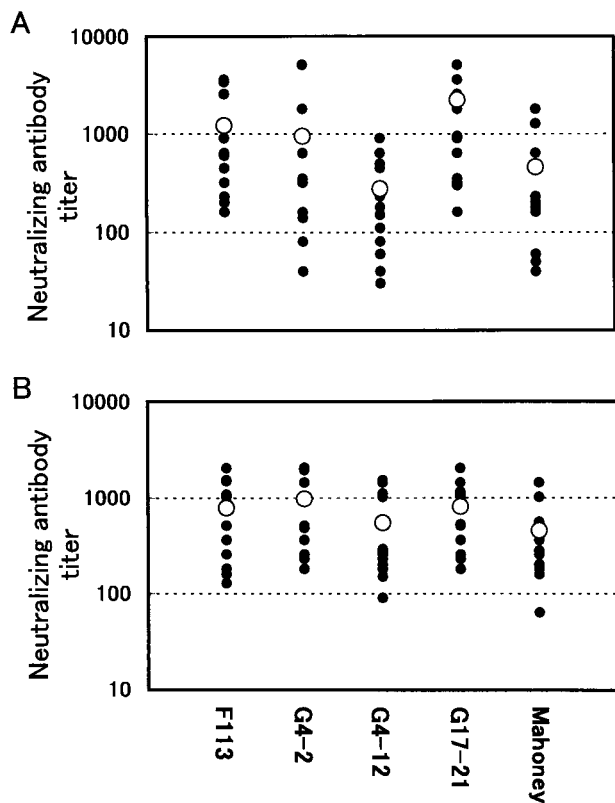 A
Neutralizing antibody
titer
10000
1000
100
10
B
Neutralizing antibody
titer
10000
1000
100
10
F113
G4-2
G4-12
G17-21
Mahoney